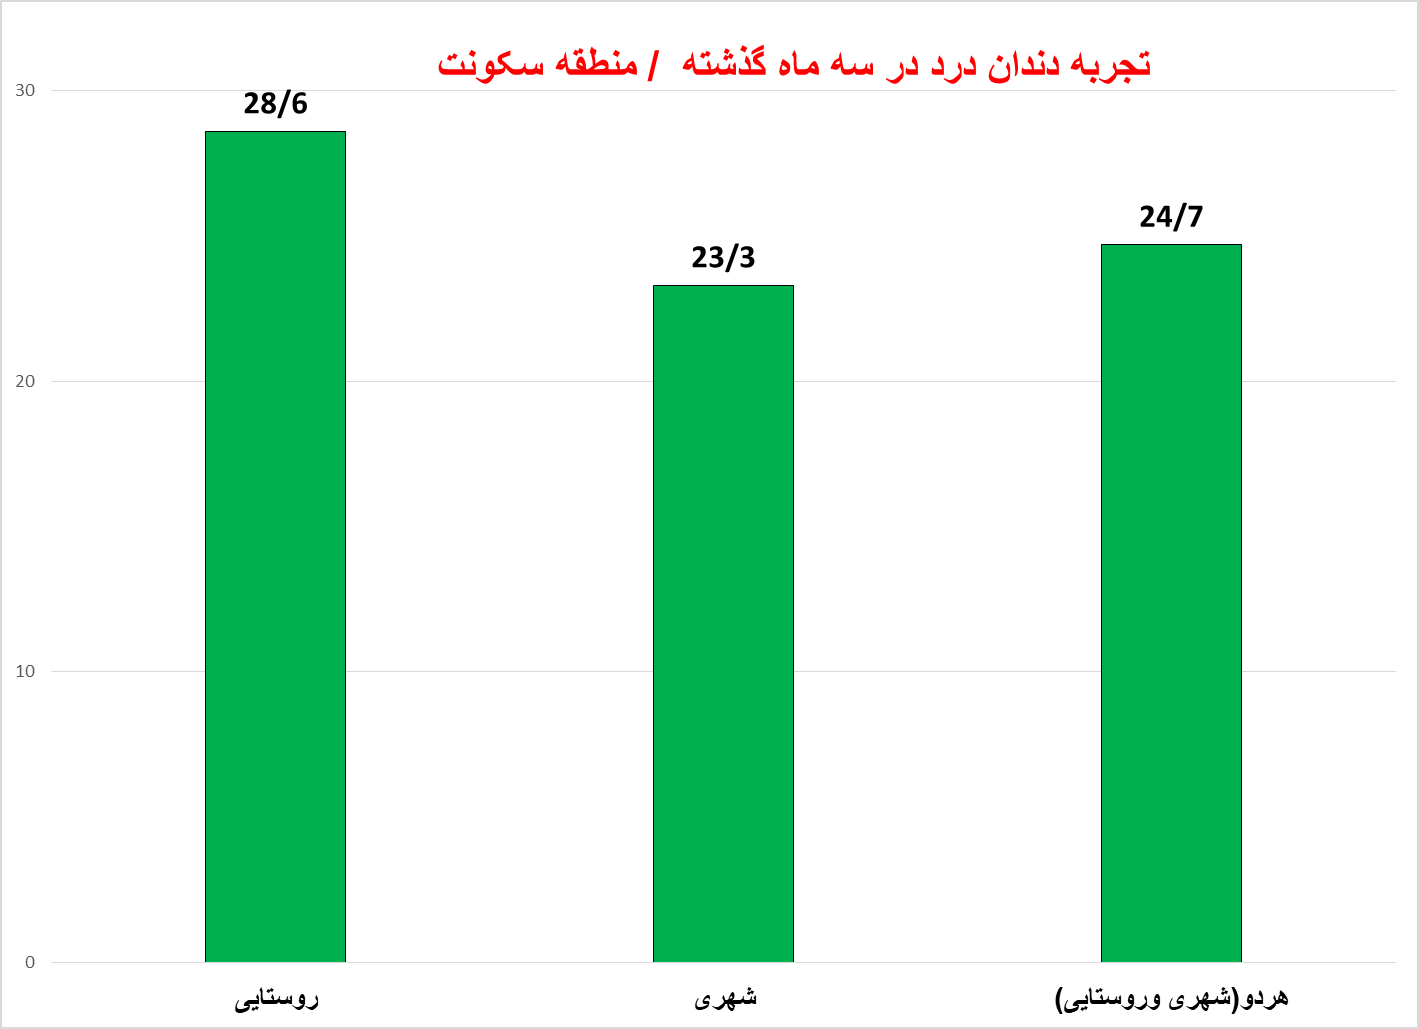 تجربه دندان درد در سه ماه گذشته / منطقه سکونت
30
20
10
0
28/6
23/3
24/7
روستایی
شهری
هردو(شهری وروستایی)